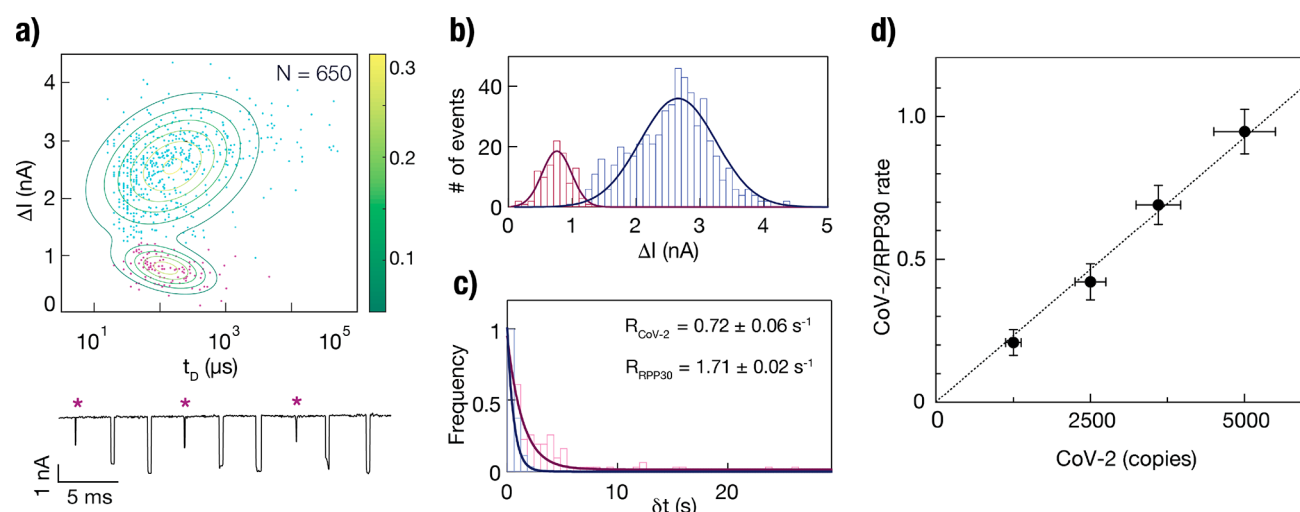 a)
N = 650
ΔI (nA)
4
3
2
1
0
10¹ 10³ 10⁵
t_D (µs)
0.3
0.2
0.1
* * *
1 nA
5 ms
b)
# of events
40
20
0
0 1 2 3 4 5
ΔI (nA)
c)
Frequency
1
0.5
0
R_CoV-2 = 0.72 ± 0.06 s⁻¹
R_RPP30 = 1.71 ± 0.02 s⁻¹
0 10 20
δt (s)
d)
CoV-2/RPP30 rate
1.0
0.5
0
0 2500 5000
CoV-2 (copies)